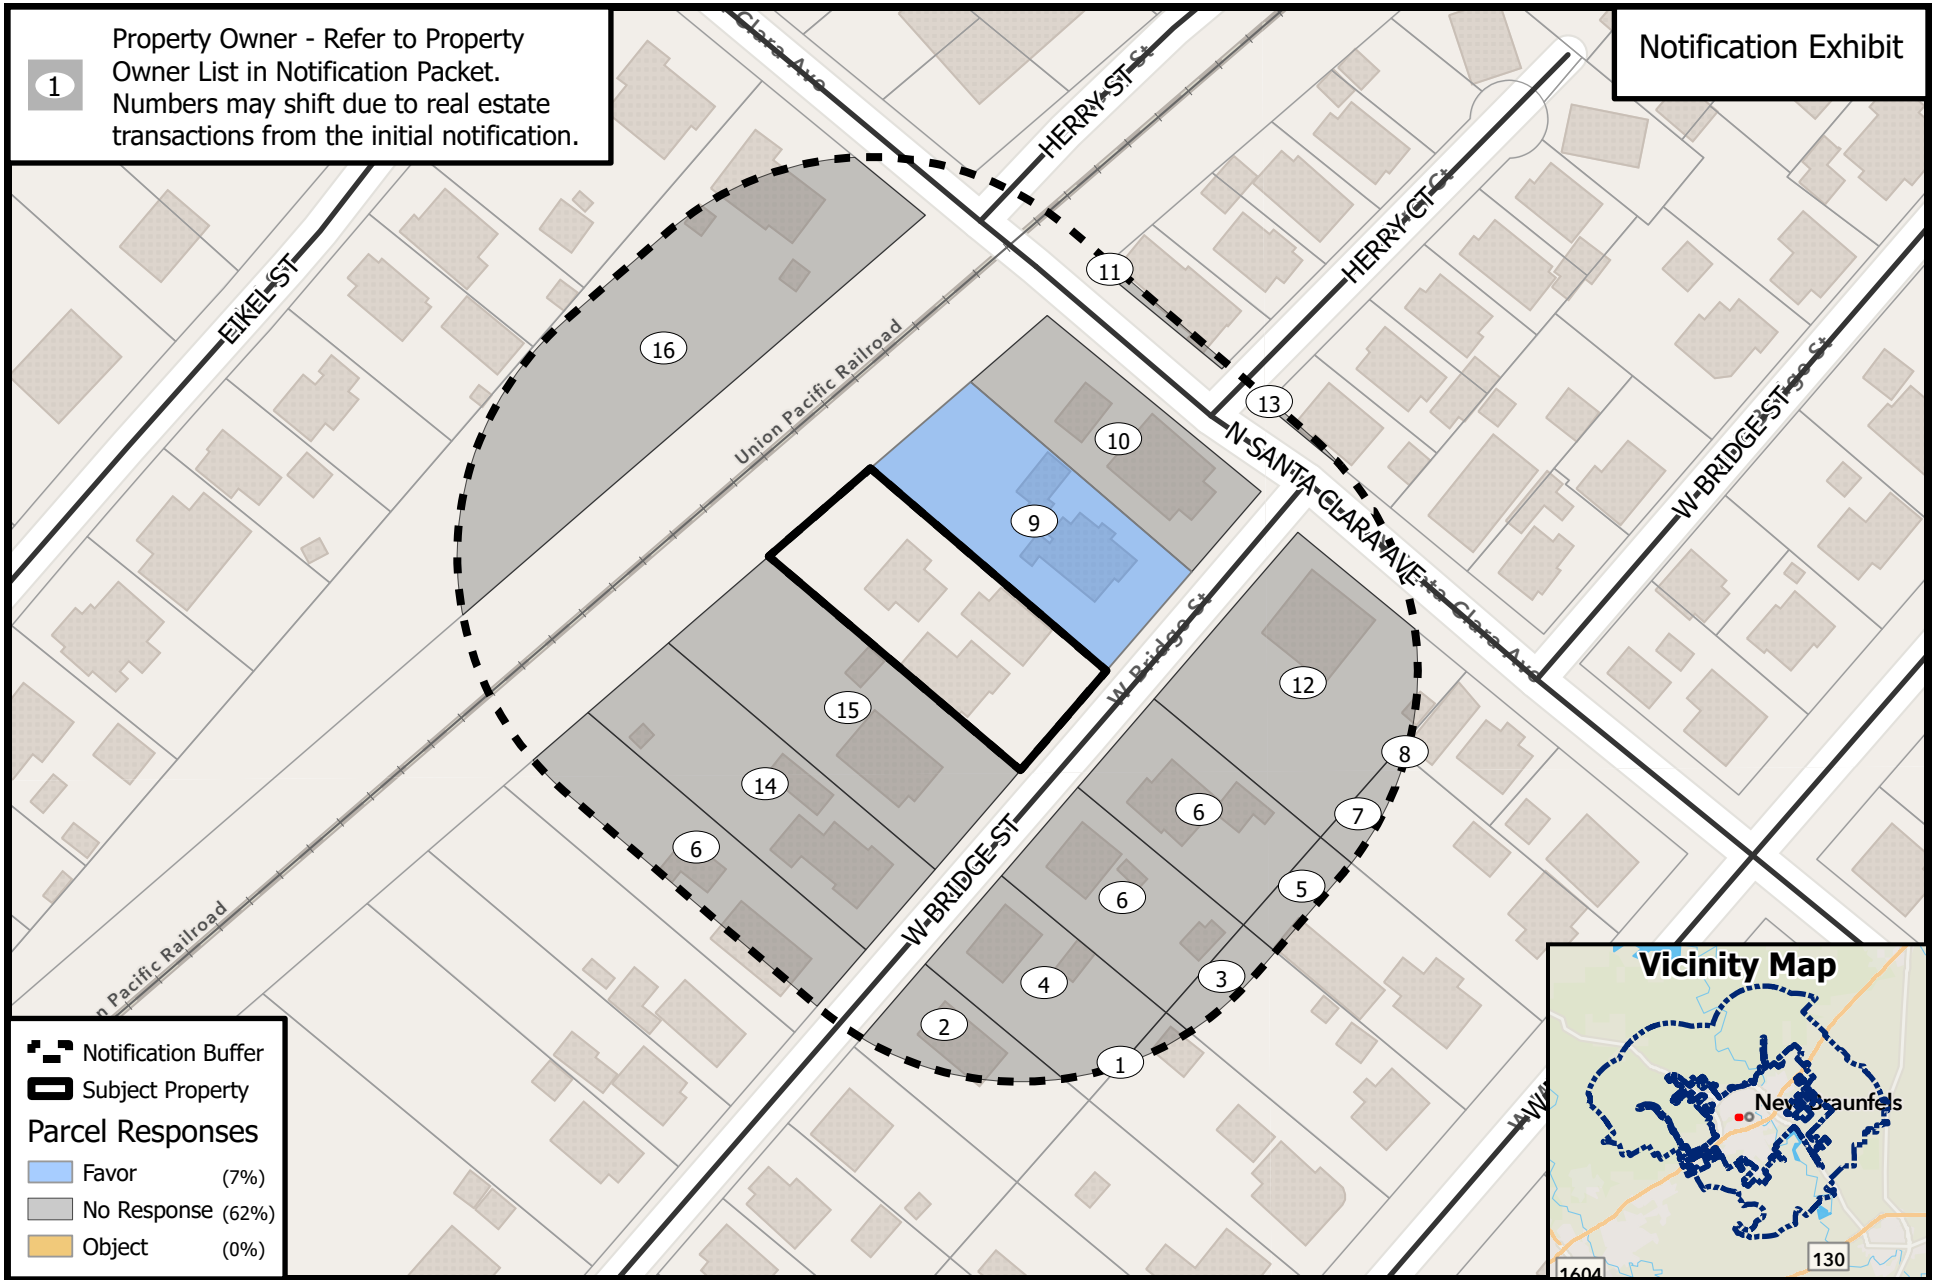 1
Property Owner - Refer to Property
Owner List in Notification Packet.
Numbers may shift due to real estate
transactions from the initial notification.
Notification Exhibit
Clara Ave
HERRY ST
HERRY CT
EIKEL ST
11
16
Union Pacific Railroad
13
10
N SANTA CLARA AVE
W BRIDGE ST
9
W Bridge St
12
15
8
14
6
7
6
5
6
W BRIDGE ST
4
3
2
1
Pacific Railroad
Notification Buffer
Subject Property
Parcel Responses
Favor (7%)
No Response (62%)
Object (0%)
Vicinity Map
New Braunfels
130
1604